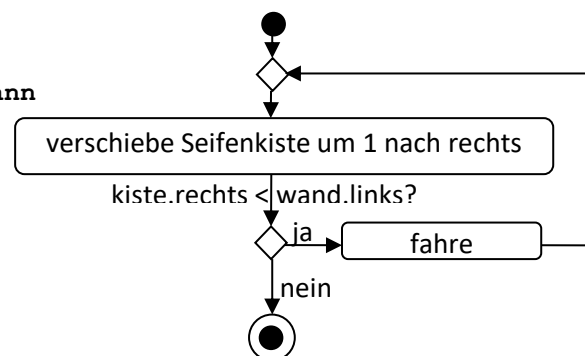 ann
verschiebe Seifenkiste um 1 nach rechts
kiste.rechts < wand.links?
ja
fahre
nein